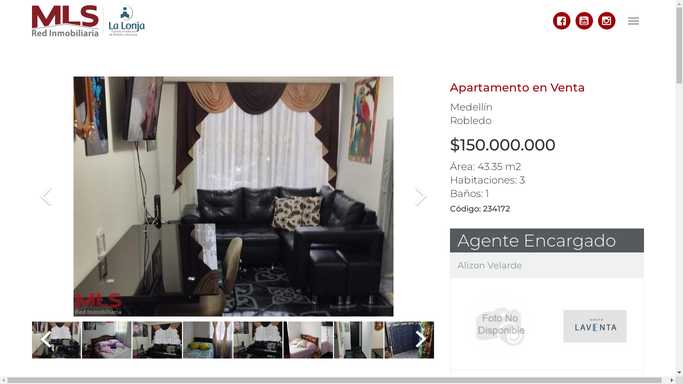 MLS
Red Inmobiliaria
La Lonja
Apartamento en Venta
Medellín
Robledo
$150.000.000
Área: 43.35 m2
Habitaciones: 3
Baños: 1
Código: 234172
Agente Encargado
Alizon Velarde
MLS
Red Inmobiliaria
Foto No
Disponible
LAVENTA